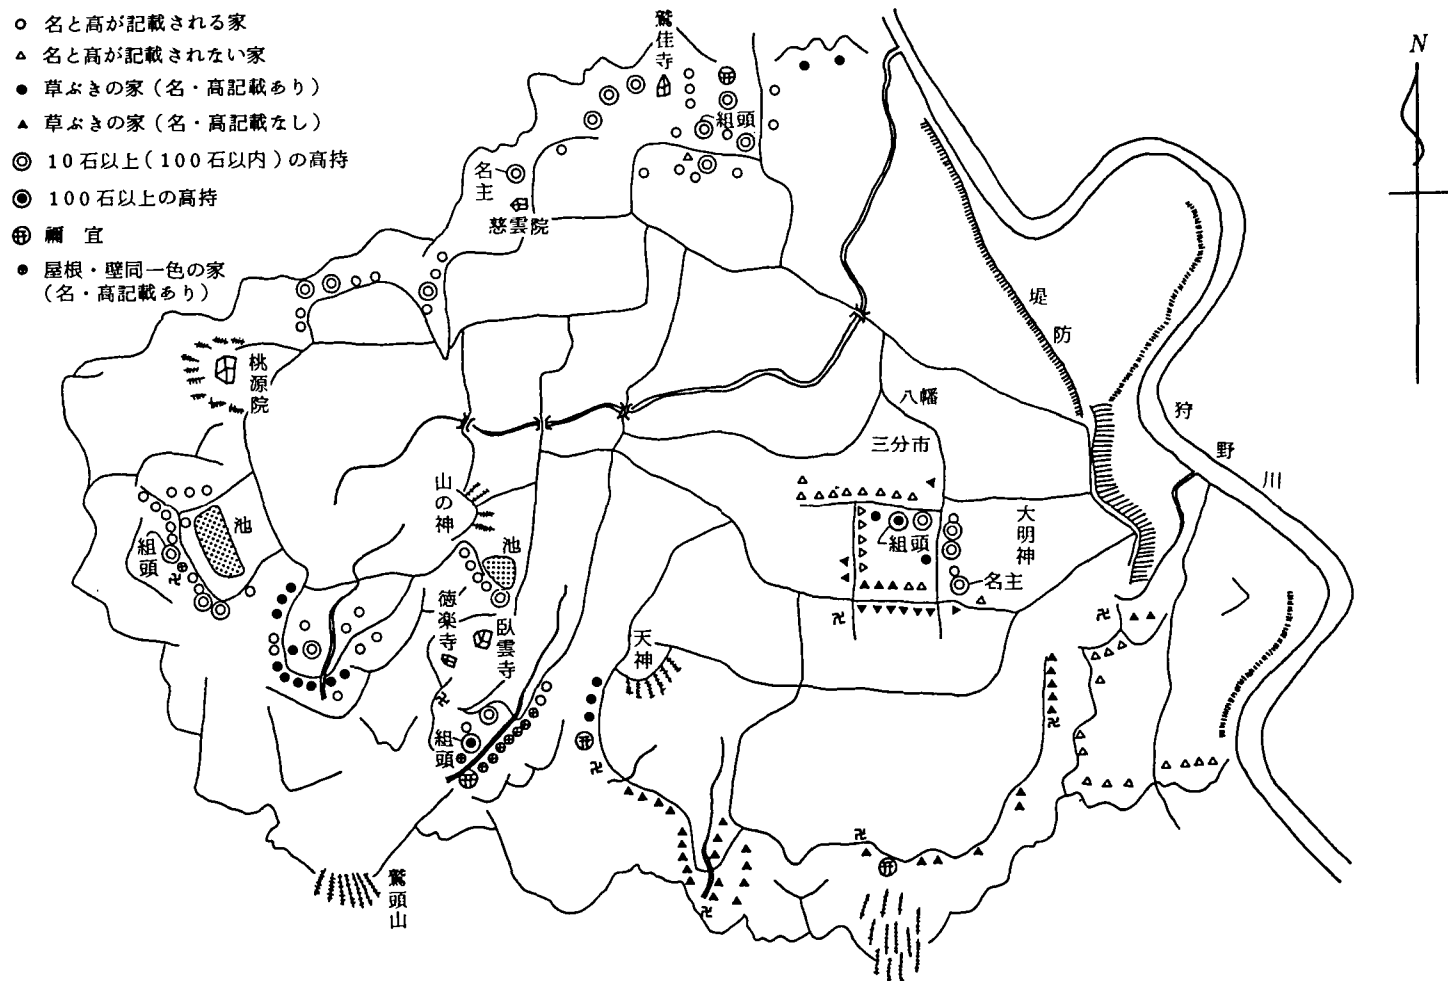 名と高が記載される家
名と高が記載されない家
草ぶきの家(名・高記載あり)
草ぶきの家(名・高記載なし)
10石以上(100石以内)の高持
100石以上の高持
禰宜
屋根・壁同一色の家
(名・高記載あり)
N
鷲住寺
組頭
名主
慈雲院
桃源院
堤防
八幡
三分市
狩野川
山の神
池
池
組頭
組頭
大明神
名主
徳楽寺
臥雲寺
天神
組頭
鷲頭山